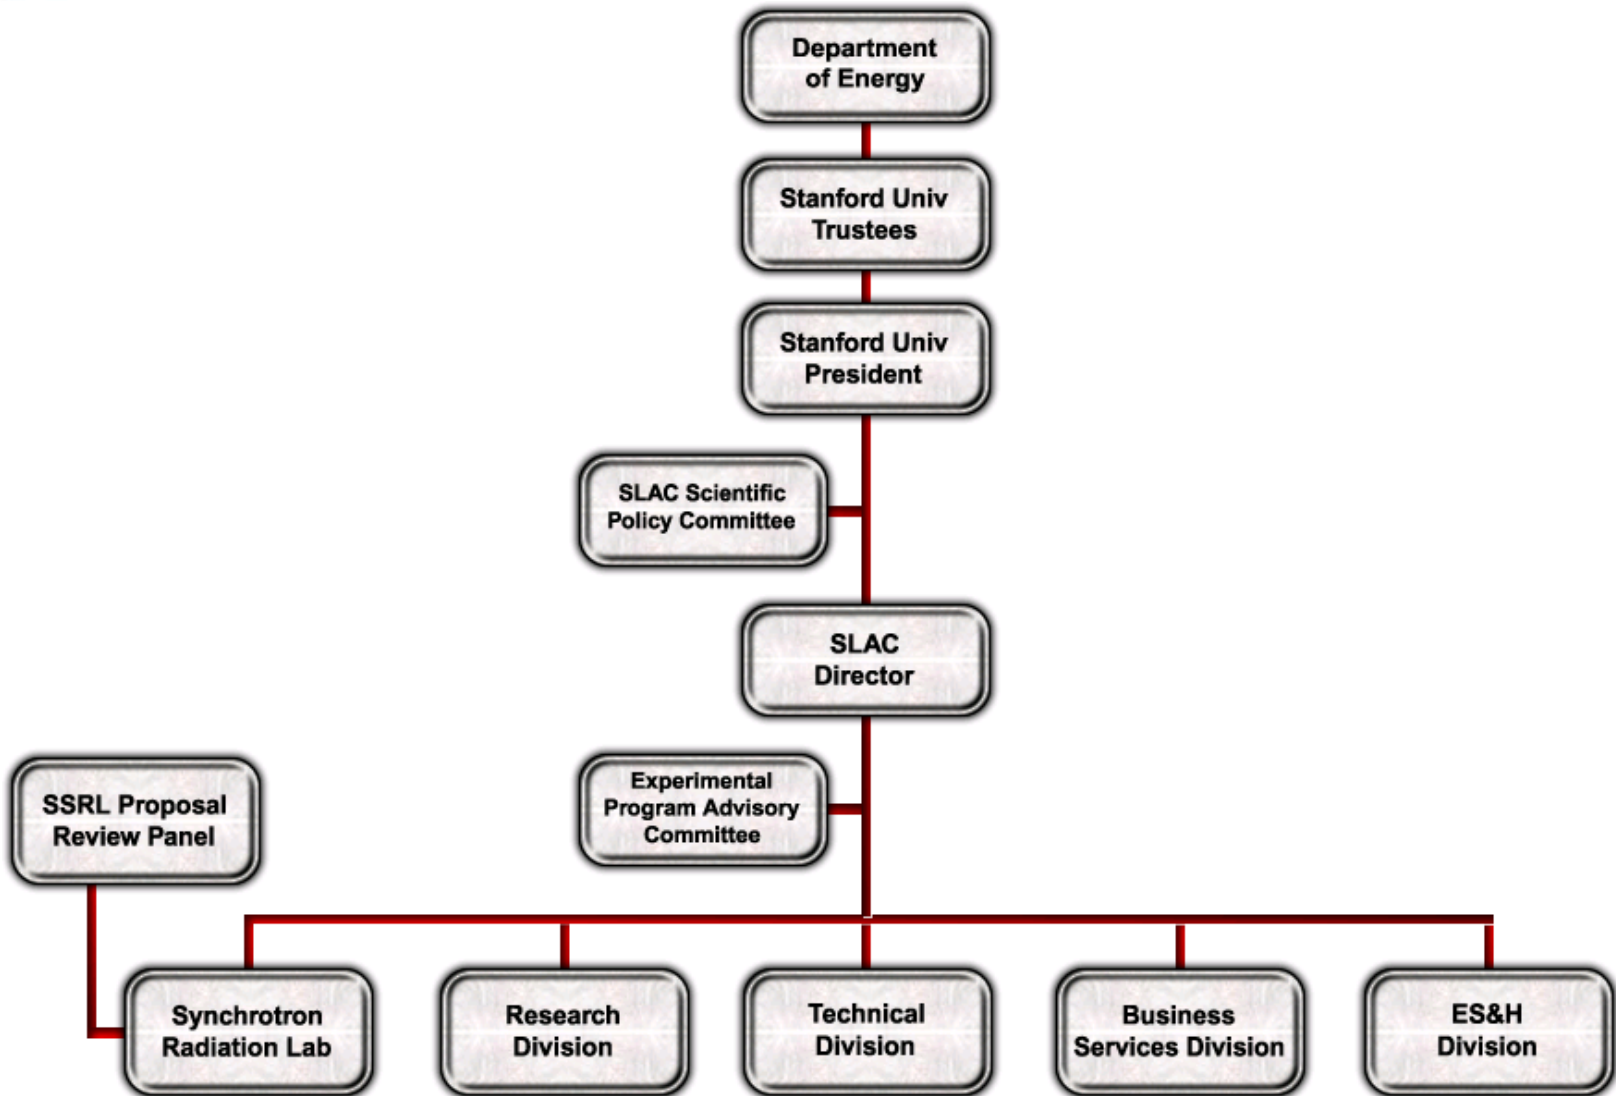 Department
of Energy
Stanford Univ
Trustees
Stanford Univ
President
SLAC Scientific
Policy Committee
SLAC
Director
Experimental
Program Advisory
Committee
SSRL Proposal
Review Panel
Synchrotron
Radiation Lab
Research
Division
Technical
Division
Business
Services Division
ES&H
Division